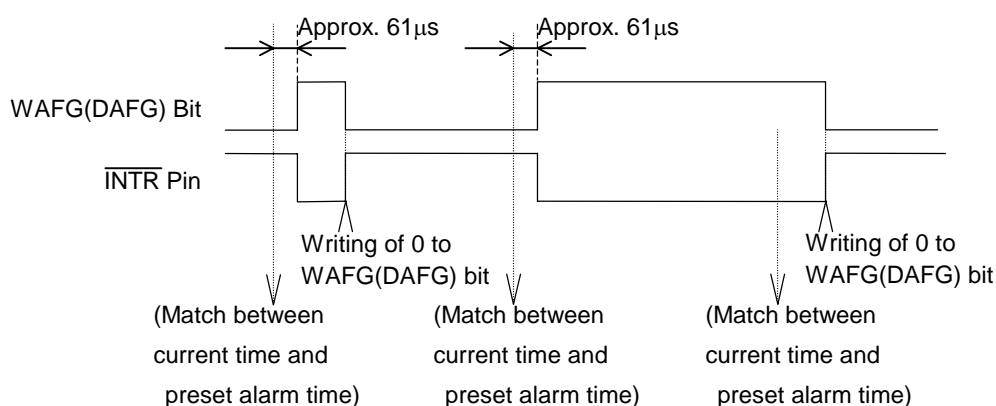 Approx. 61μs
Approx. 61μs
WAFG(DAFG) Bit
INTR Pin
Writing of 0 to
WAFG(DAFG) bit
Writing of 0 to
WAFG(DAFG) bit
(Match between
current time and
preset alarm time)
(Match between
current time and
preset alarm time)
(Match between
current time and
preset alarm time)